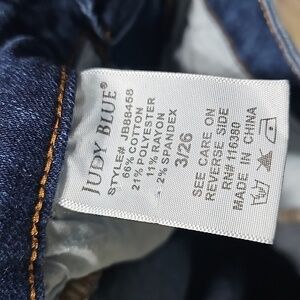 JUDY BLUE®
STYLE# JB88458
66% COTTON
21% POLYESTER
11% RAYON
2% SPANDEX
3/26
SEE CARE ON
REVERSE SIDE
RN# 116380
MADE IN CHINA